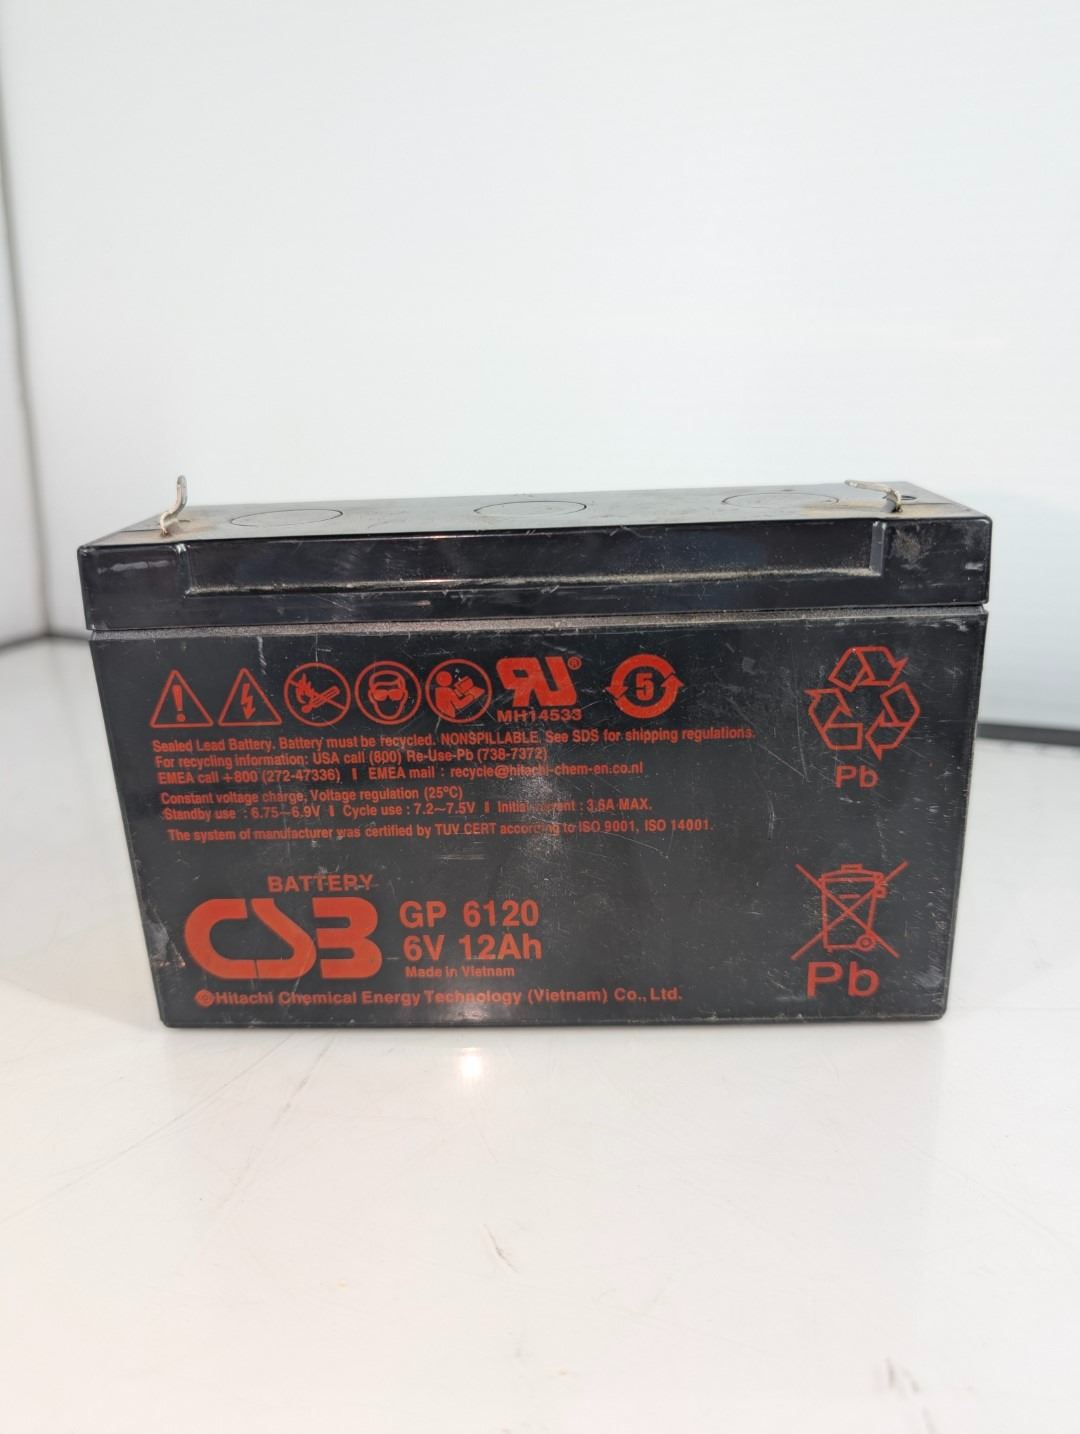 RU®
MH14533
5
Sealed Lead Battery. Battery must be recycled. NONSPILLABLE. See SDS for shipping regulations.
For recycling information: USA call (800) Re-Use-Pb (738-7372)
EMEA call +800 (272-47336) I EMEA mail : recycle@hitachi-chem-en.co.nl
Constant voltage charge, Voltage regulation (25°C)
Standby use : 6.75~6.9V I Cycle use : 7.2~7.5V I Initial current : 3.6A MAX.
The system of manufacturer was certified by TUV CERT according to ISO 9001, ISO 14001.
Pb
BATTERY
CSB
GP 6120
6V 12Ah
Made in Vietnam
Hitachi Chemical Energy Technology (Vietnam) Co., Ltd.
Pb